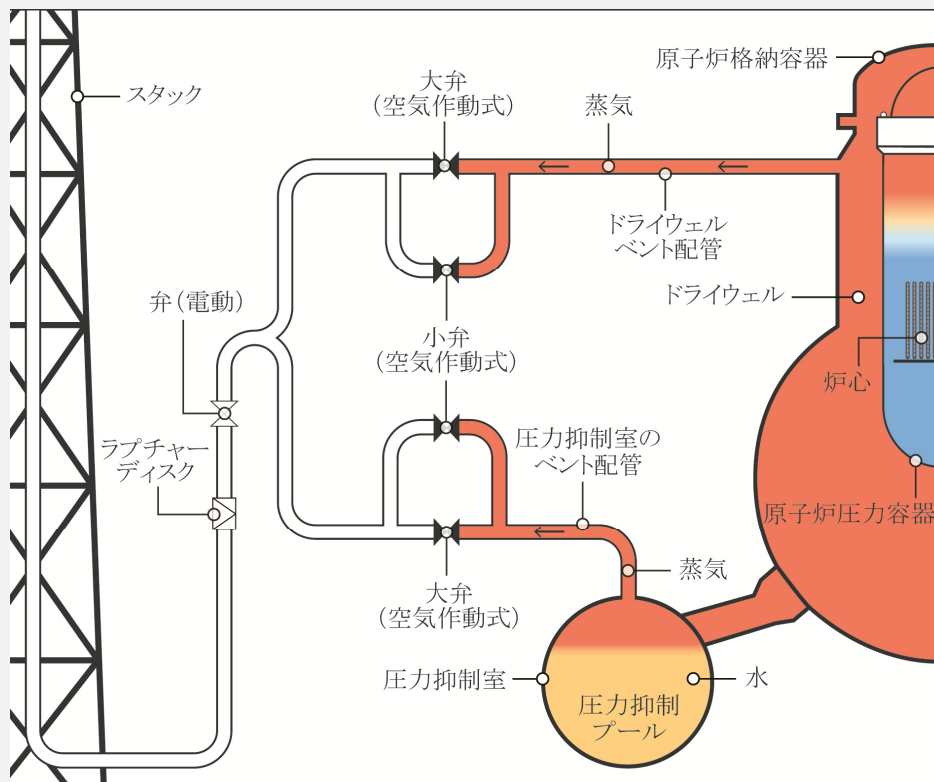 原子炉格納容器
スタック
大弁
(空気作動式)
蒸気
ドライウェル
ベント配管
弁(電動)
ドライウェル
小弁
(空気作動式)
炉心
ラプチャー
ディスク
圧力抑制室の
ベント配管
原子炉圧力容器
大弁
(空気作動式)
蒸気
圧力抑制室
水
圧力抑制
プール